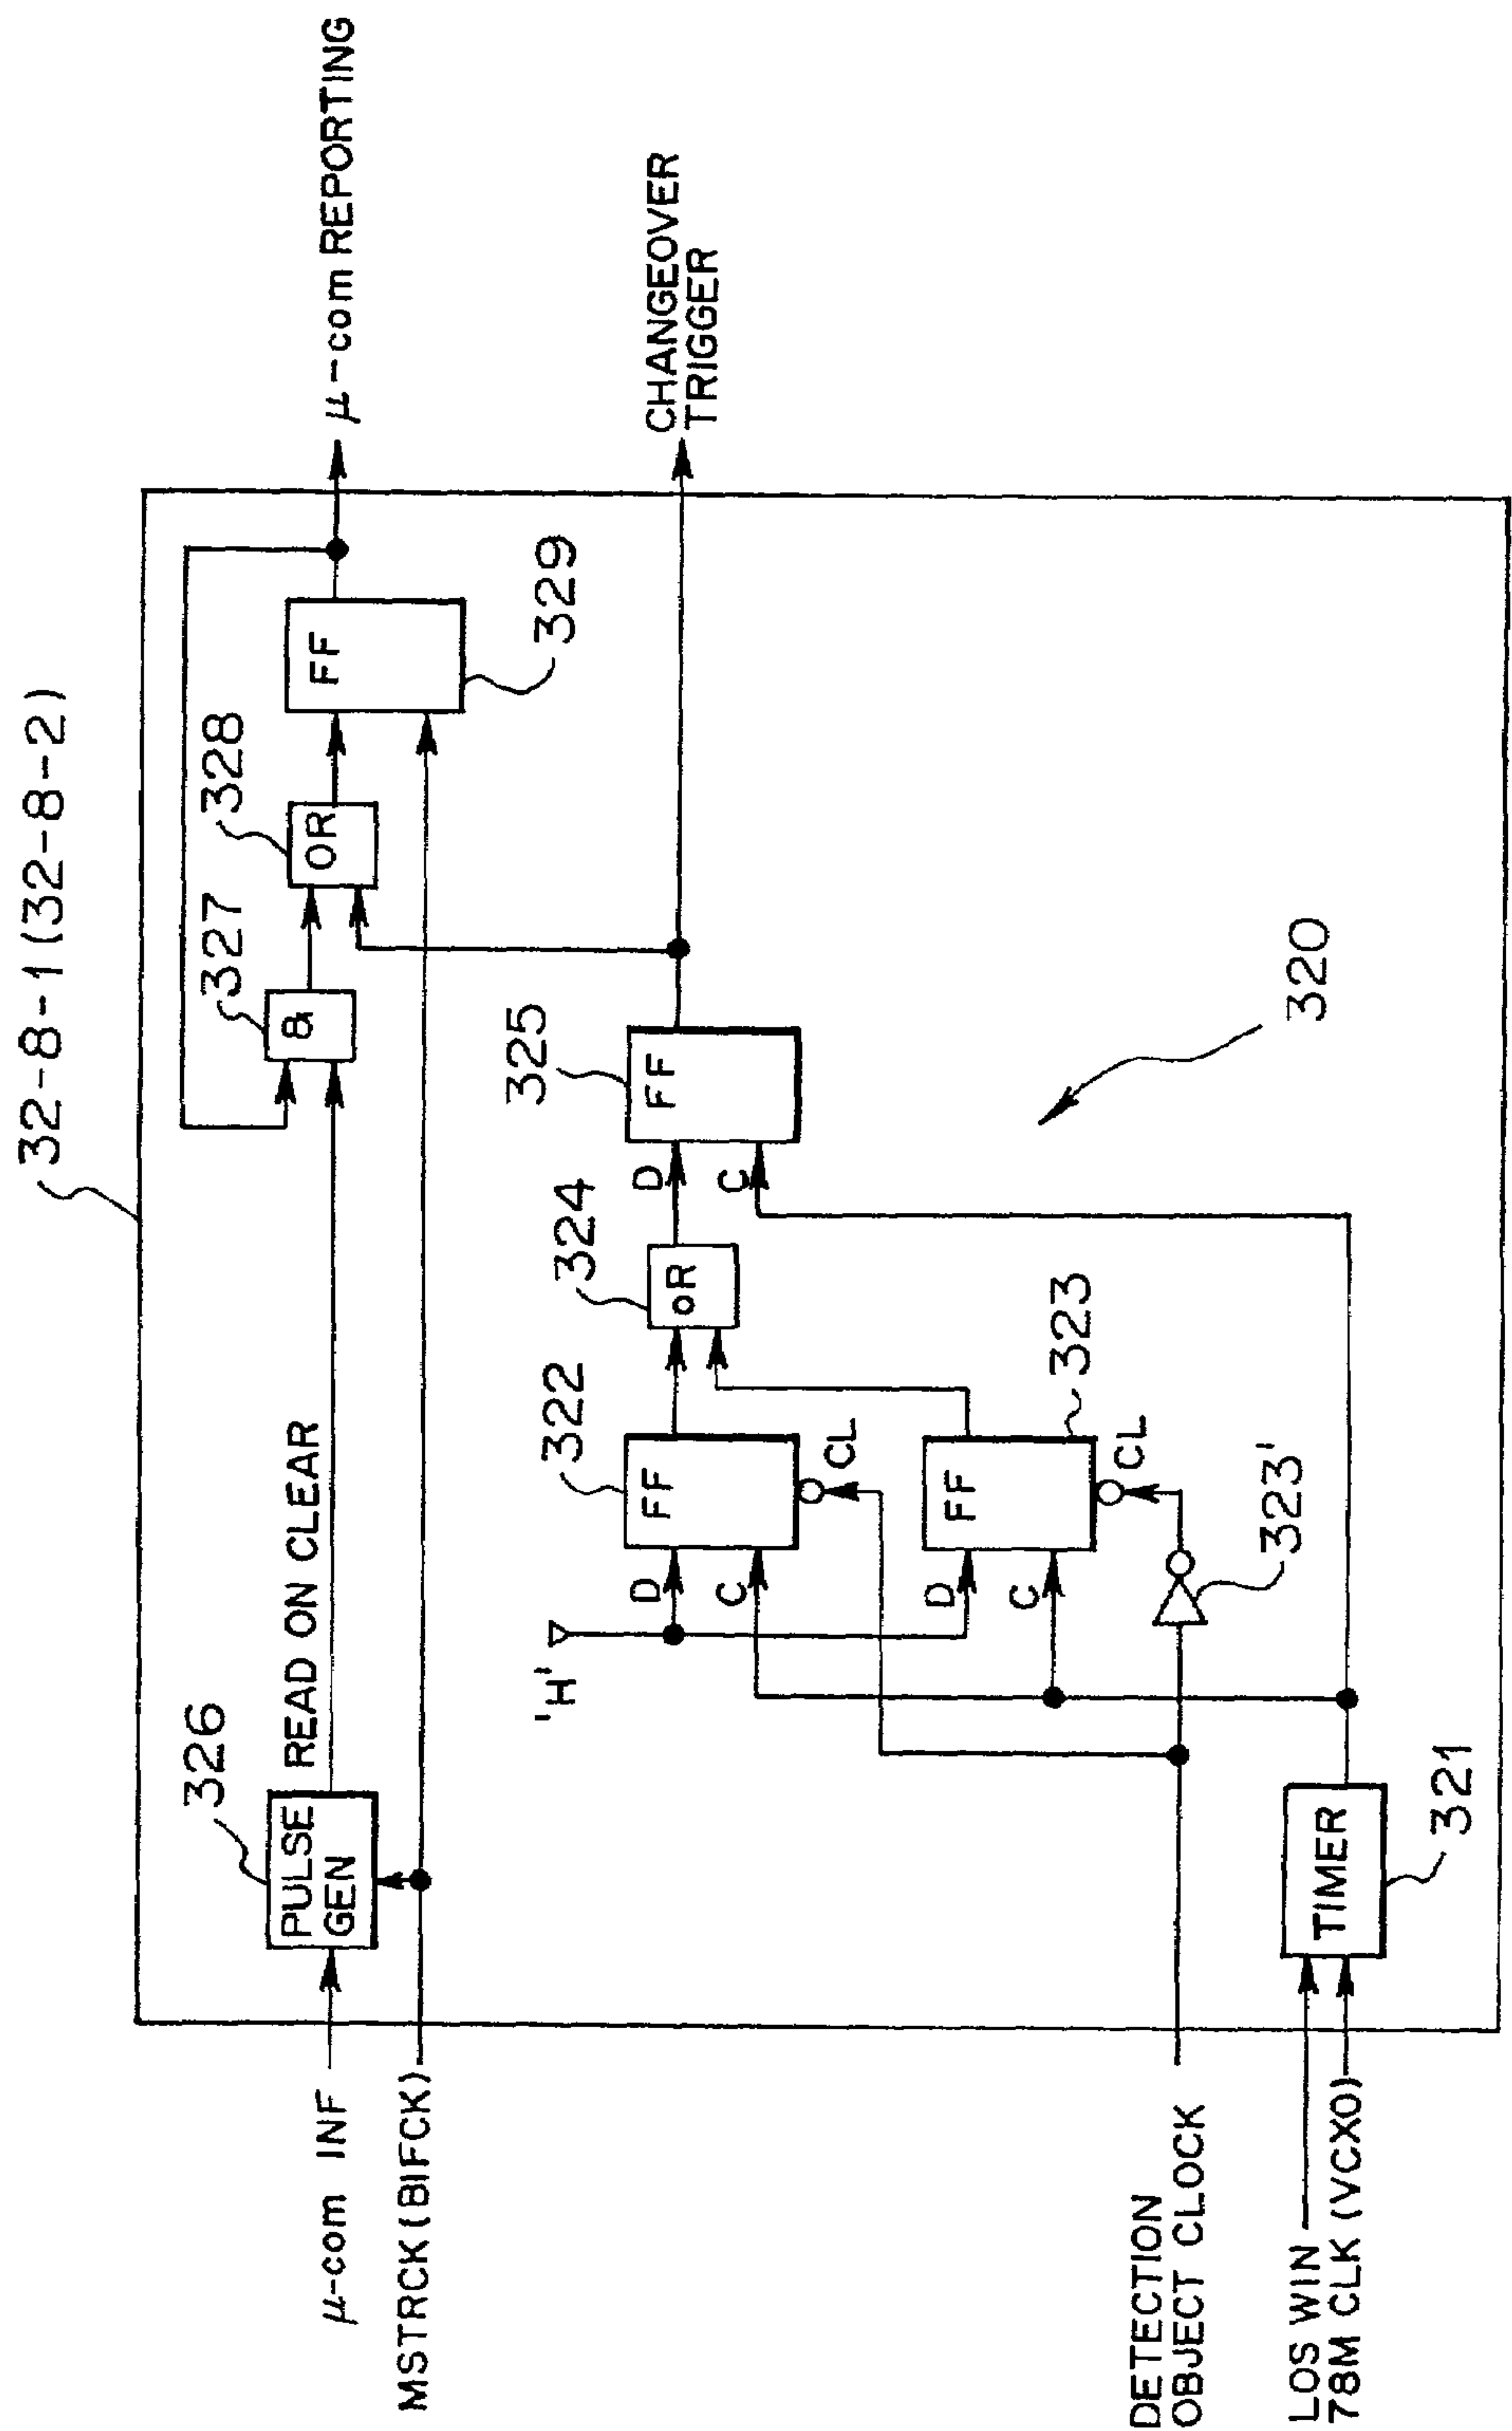 32-8-1(32-8-2)
μ-com INF
MSTRCK(BIFCK)
326
PULSE
GEN
READ ON CLEAR
327
&
328
OR
FF
329
μ-com REPORTING
'H'
D
C
322
FF
CL
D
C
FF
323
CL
323'
324
OR
D
C
325
FF
CHANGEOVER
TRIGGER
320
DETECTION
OBJECT CLOCK
LOS WIN
78M CLK (VCXO)
TIMER
321